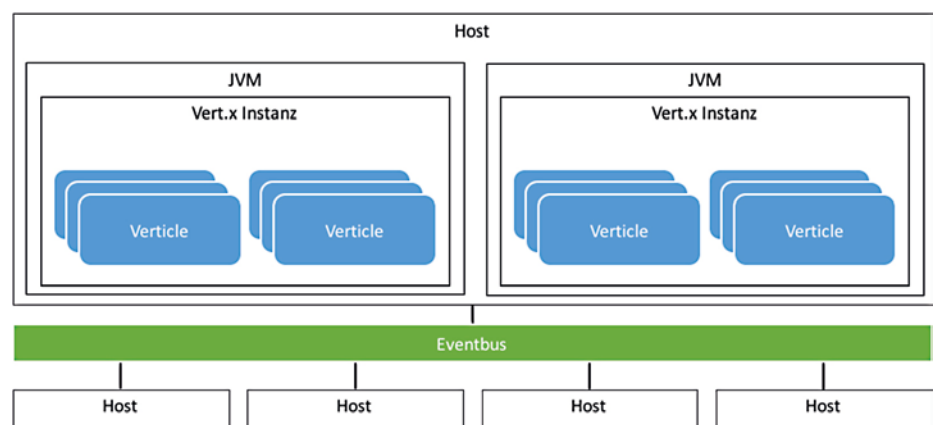 Host
JVM
JVM
Vert.x Instanz
Vert.x Instanz
Verticle
Verticle
Verticle
Verticle
Eventbus
Host
Host
Host
Host